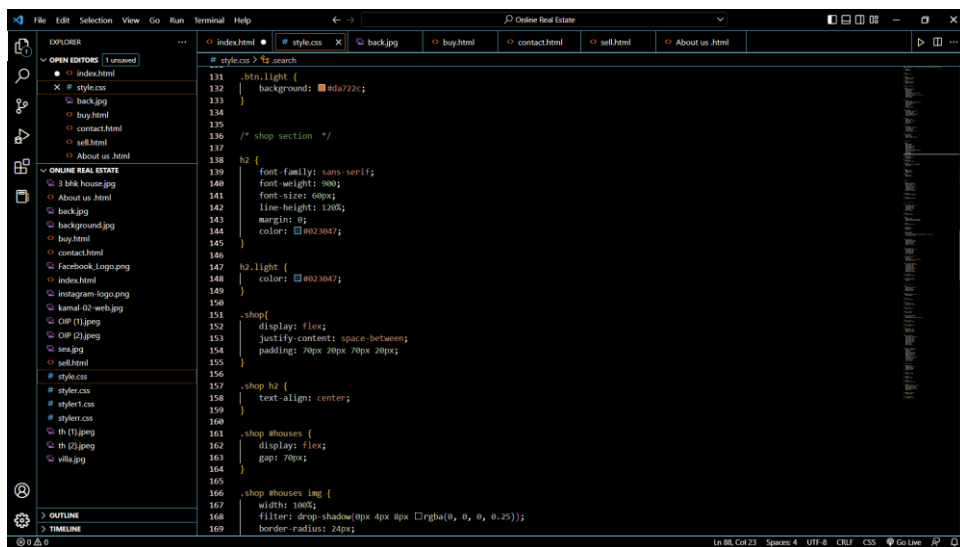 File Edit Selection View Go Run Terminal Help
Online Real Estate
EXPLORER
OPEN EDITORS 1 unsaved
index.html
style.css
back.jpg
buy.html
contact.html
sell.html
About us .html
ONLINE REAL ESTATE
3 bhk house.jpg
About us .html
back.jpg
background.jpg
buy.html
contact.html
Facebook_Logo.png
index.html
instagram-logo.png
kamal-02-web.jpg
OIP (1).jpeg
OIP (2).jpeg
sea.jpg
sell.html
style.css
styler.css
styler1.css
stylerr.css
th (1).jpeg
th (2).jpeg
villa.jpg
OUTLINE
TIMELINE
index.html # style.css back.jpg buy.html contact.html sell.html About us .html
# style.css > .search
131 .btn.light {
132 background: #da722c;
133 }
134
135
136 /* shop section */
137
138 h2 {
139 font-family: sans-serif;
140 font-weight: 900;
141 font-size: 60px;
142 line-height: 120%;
143 margin: 0;
144 color: #023047;
145 }
146
147 h2.light {
148 color: #023047;
149 }
150
151 .shop{
152 display: flex;
153 justify-content: space-between;
154 padding: 70px 20px 70px 20px;
155 }
156
157 .shop h2 {
158 text-align: center;
159 }
160
161 .shop #houses {
162 display: flex;
163 gap: 70px;
164 }
165
166 .shop #houses img {
167 width: 100%;
168 filter: drop-shadow(0px 4px 8px rgba(0, 0, 0, 0.25));
169 border-radius: 24px;
0 0 Ln 88, Col 23 Spaces: 4 UTF-8 CRLF CSS Go Live